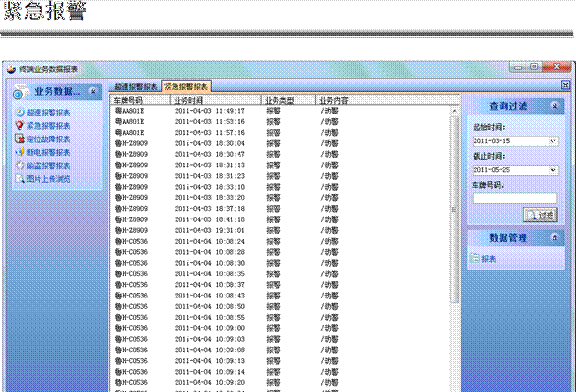 紧急报警
终端业务数据报表
业务数据...
超速报警报表
紧急报警报表
定位故障报表
断电报警报表
偷盗报警报表
图片上传浏览
超速报警报表 紧急报警报表
车牌号码 业务时间 业务类型 业务内容
粤AA801E 2011-04-03 11:49:17 报警 /劫警
粤AA801E 2011-04-03 11:53:16 报警 /劫警
粤AA801E 2011-04-03 11:57:16 报警 /劫警
鲁H-Z8909 2011-04-03 18:30:04 报警 /劫警
鲁H-Z8909 2011-04-03 18:30:47 报警 /劫警
鲁H-Z8909 2011-04-03 18:31:13 报警 /劫警
鲁H-Z8909 2011-04-03 18:31:23 报警 /劫警
鲁H-Z8909 2011-04-03 18:33:10 报警 /劫警
鲁H-Z8909 2011-04-03 18:33:20 报警 /劫警
鲁H-Z8909 2011-04-03 18:37:18 报警 /劫警
鲁H-Z8909 2011-04-03 18:41:18 报警 /劫警
鲁H-Z8909 2011-04-03 19:31:01 报警 /劫警
鲁H-C0536 2011-04-04 10:38:24 报警 /劫警
鲁H-C0536 2011-04-04 10:38:28 报警 /劫警
鲁H-C0536 2011-04-04 10:38:30 报警 /劫警
鲁H-C0536 2011-04-04 10:38:35 报警 /劫警
鲁H-C0536 2011-04-04 10:38:37 报警 /劫警
鲁H-C0536 2011-04-04 10:38:43 报警 /劫警
鲁H-C0536 2011-04-04 10:38:50 报警 /劫警
鲁H-C0536 2011-04-04 10:38:55 报警 /劫警
鲁H-C0536 2011-04-04 10:39:00 报警 /劫警
鲁H-C0536 2011-04-04 10:39:03 报警 /劫警
鲁H-C0536 2011-04-04 10:39:08 报警 /劫警
鲁H-C0536 2011-04-04 10:39:13 报警 /劫警
鲁H-C0536 2011-04-04 10:39:14 报警 /劫警
鲁H-C0536 2011-04-04 10:39:20 报警 /劫警
查询过滤
起始时间:
2011-03-15
截止时间:
2011-05-25
车牌号码:
过滤
数据管理
报表